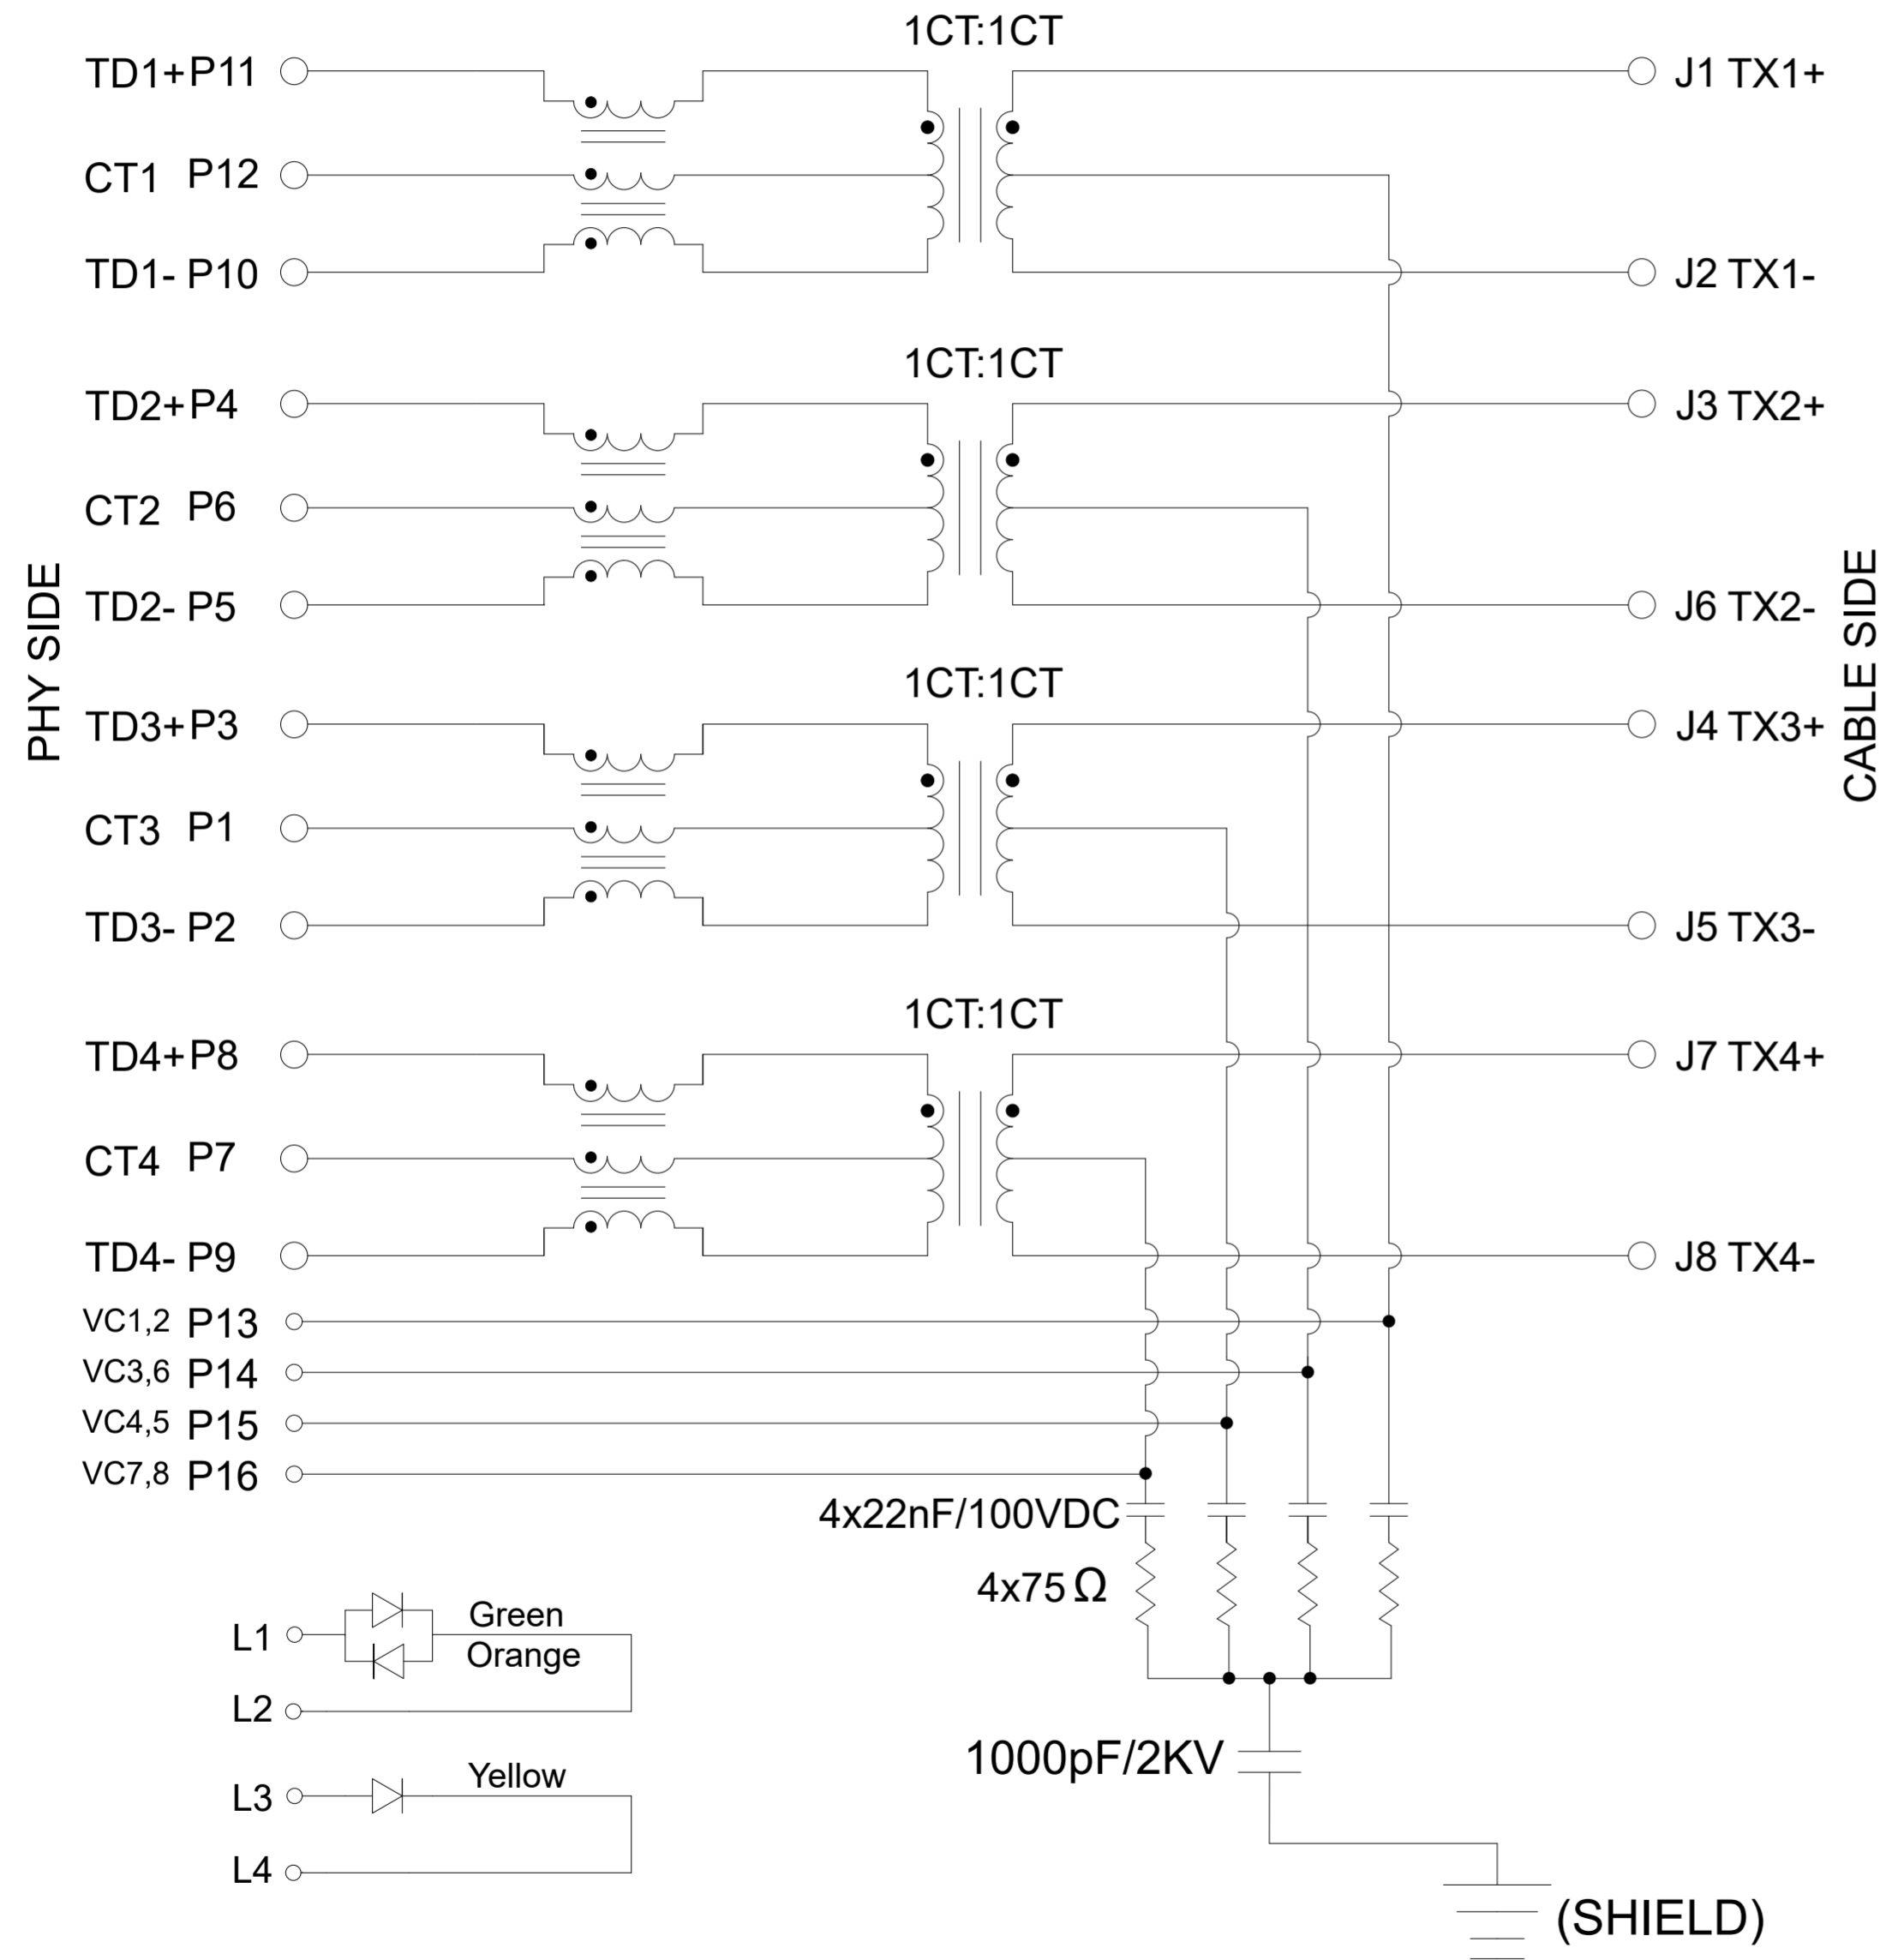 1CT:1CT
TD1+ P11
J1 TX1+
CT1 P12
TD1- P10
J2 TX1-
1CT:1CT
TD2+ P4
J3 TX2+
CT2 P6
TD2- P5
J6 TX2-
PHY SIDE
CABLE SIDE
1CT:1CT
TD3+ P3
J4 TX3+
CT3 P1
TD3- P2
J5 TX3-
1CT:1CT
TD4+ P8
J7 TX4+
CT4 P7
TD4- P9
J8 TX4-
VC1,2 P13
VC3,6 P14
VC4,5 P15
VC7,8 P16
4x22nF/100VDC
4x75 Ω
Green
L1
Orange
L2
1000pF/2KV
Yellow
L3
L4
(SHIELD)